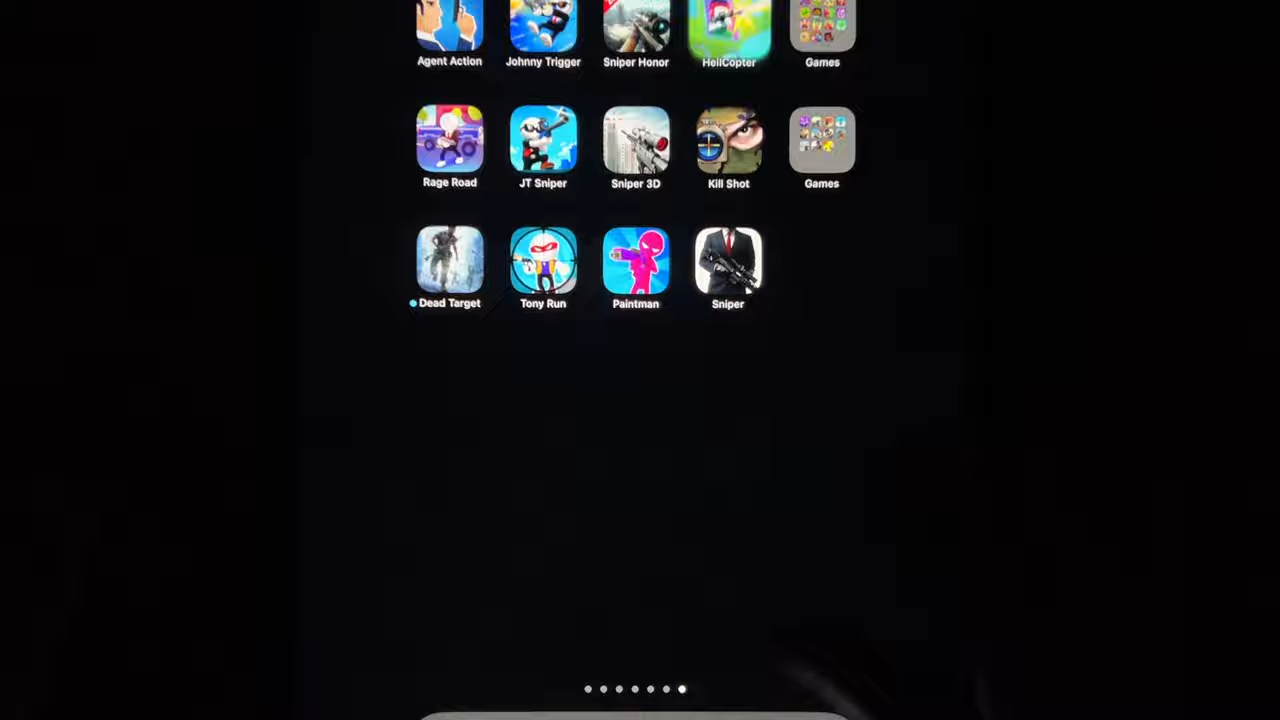 Agent Action
Johnny Trigger
Sniper Honor
HeliCopter
Games
Rage Road
JT Sniper
Sniper 3D
Kill Shot
Games
Dead Target
Tony Run
Paintman
Sniper